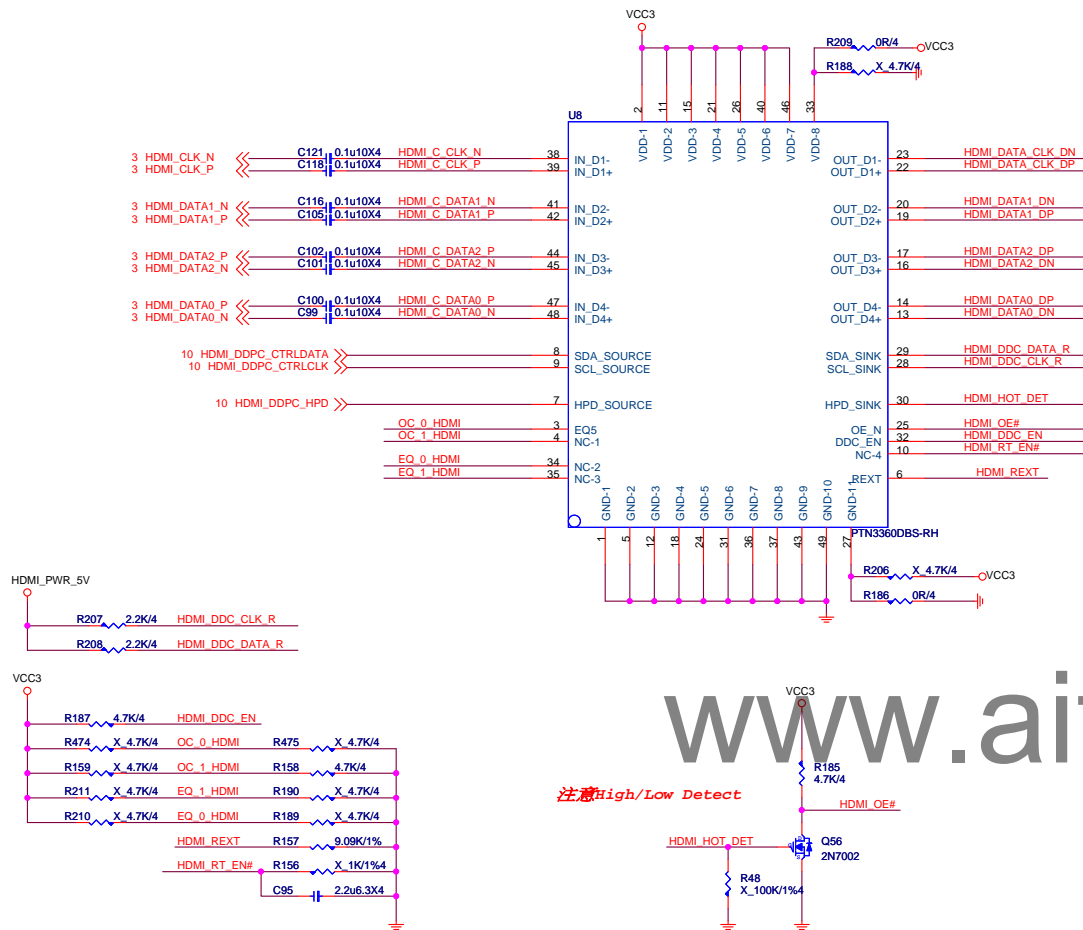 VCC3
R209 0R/4 VCC3
R188 X_4.7K/4
U8
2 11 15 21 26 40 46 33
VDD-1 VDD-2 VDD-3 VDD-4 VDD-5 VDD-6 VDD-7 VDD-8
3 HDMI_CLK_N C121 0.1u10X4 HDMI_C_CLK_N 38 IN_D1- OUT_D1- 23 HDMI_DATA_CLK_DN
3 HDMI_CLK_P C118 0.1u10X4 HDMI_C_CLK_P 39 IN_D1+ OUT_D1+ 22 HDMI_DATA_CLK_DP
3 HDMI_DATA1_N C116 0.1u10X4 HDMI_C_DATA1_N 41 IN_D2- OUT_D2- 20 HDMI_DATA1_DN
3 HDMI_DATA1_P C105 0.1u10X4 HDMI_C_DATA1_P 42 IN_D2+ OUT_D2+ 19 HDMI_DATA1_DP
3 HDMI_DATA2_P C102 0.1u10X4 HDMI_C_DATA2_P 44 IN_D3- OUT_D3- 17 HDMI_DATA2_DP
3 HDMI_DATA2_N C101 0.1u10X4 HDMI_C_DATA2_N 45 IN_D3+ OUT_D3+ 16 HDMI_DATA2_DN
3 HDMI_DATA0_P C100 0.1u10X4 HDMI_C_DATA0_P 47 IN_D4- OUT_D4- 14 HDMI_DATA0_DP
3 HDMI_DATA0_N C99 0.1u10X4 HDMI_C_DATA0_N 48 IN_D4+ OUT_D4+ 13 HDMI_DATA0_DN
10 HDMI_DDPC_CTRLDATA 8 SDA_SOURCE SDA_SINK 29 HDMI_DDC_DATA_R
10 HDMI_DDPC_CTRLCLK 9 SCL_SOURCE SCL_SINK 28 HDMI_DDC_CLK_R
10 HDMI_DDPC_HPD 7 HPD_SOURCE HPD_SINK 30 HDMI_HOT_DET
OC_0_HDMI 3 EQ5 OE_N 25 HDMI_OE#
OC_1_HDMI 4 NC-1 DDC_EN 32 HDMI_DDC_EN
NC-4 10 HDMI_RT_EN#
EQ_0_HDMI 34 NC-2
EQ_1_HDMI 35 NC-3 REXT 6 HDMI_REXT
GND-1 GND-2 GND-3 GND-4 GND-5 GND-6 GND-7 GND-8 GND-9 GND-10 GND-11
1 5 12 18 24 31 36 37 43 49 27
PTN3360DBS-RH
R206 X_4.7K/4 VCC3
R186 0R/4
HDMI_PWR_5V
R207 2.2K/4 HDMI_DDC_CLK_R
R208 2.2K/4 HDMI_DDC_DATA_R
VCC3
R187 4.7K/4 HDMI_DDC_EN
R474 X_4.7K/4 OC_0_HDMI R475 X_4.7K/4
R159 X_4.7K/4 OC_1_HDMI R158 4.7K/4
R211 X_4.7K/4 EQ_1_HDMI R190 X_4.7K/4
R210 X_4.7K/4 EQ_0_HDMI R189 X_4.7K/4
HDMI_REXT R157 9.09K/1%
HDMI_RT_EN# R156 X_1K/1%4
C95 2.2u6.3X4
www.ai
VCC3
R185
4.7K/4
注意High/Low Detect
HDMI_OE#
HDMI_HOT_DET
Q56
2N7002
R48
X_100K/1%4